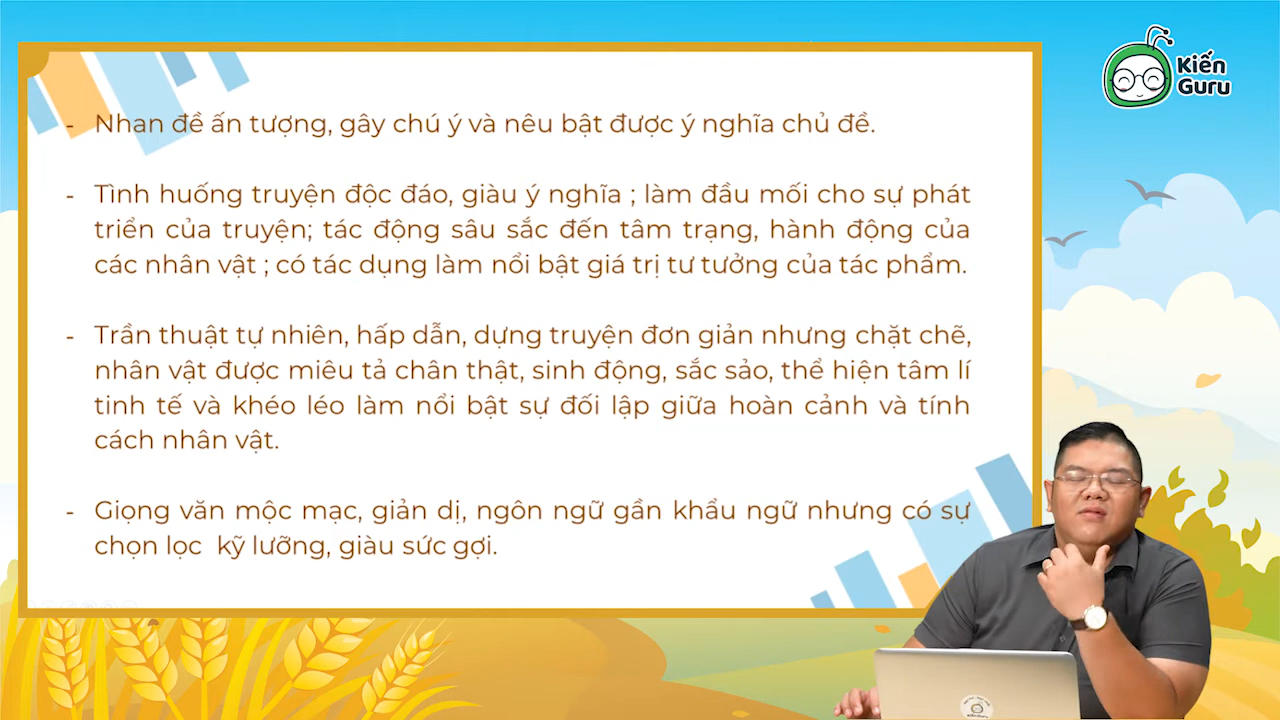 Kiến
Guru
- Nhan đề ấn tượng, gây chú ý và nêu bật được ý nghĩa chủ đề.
- Tình huống truyện độc đáo, giàu ý nghĩa ; làm đầu mối cho sự phát
triển của truyện; tác động sâu sắc đến tâm trạng, hành động của
các nhân vật ; có tác dụng làm nổi bật giá trị tư tưởng của tác phẩm.
- Trần thuật tự nhiên, hấp dẫn, dựng truyện đơn giản nhưng chặt chẽ,
nhân vật được miêu tả chân thật, sinh động, sắc sảo, thể hiện tâm lí
tinh tế và khéo léo làm nổi bật sự đối lập giữa hoàn cảnh và tính
cách nhân vật.
- Giọng văn mộc mạc, giản dị, ngôn ngữ gần khẩu ngữ nhưng có sự
chọn lọc  kỹ lưỡng, giàu sức gợi.